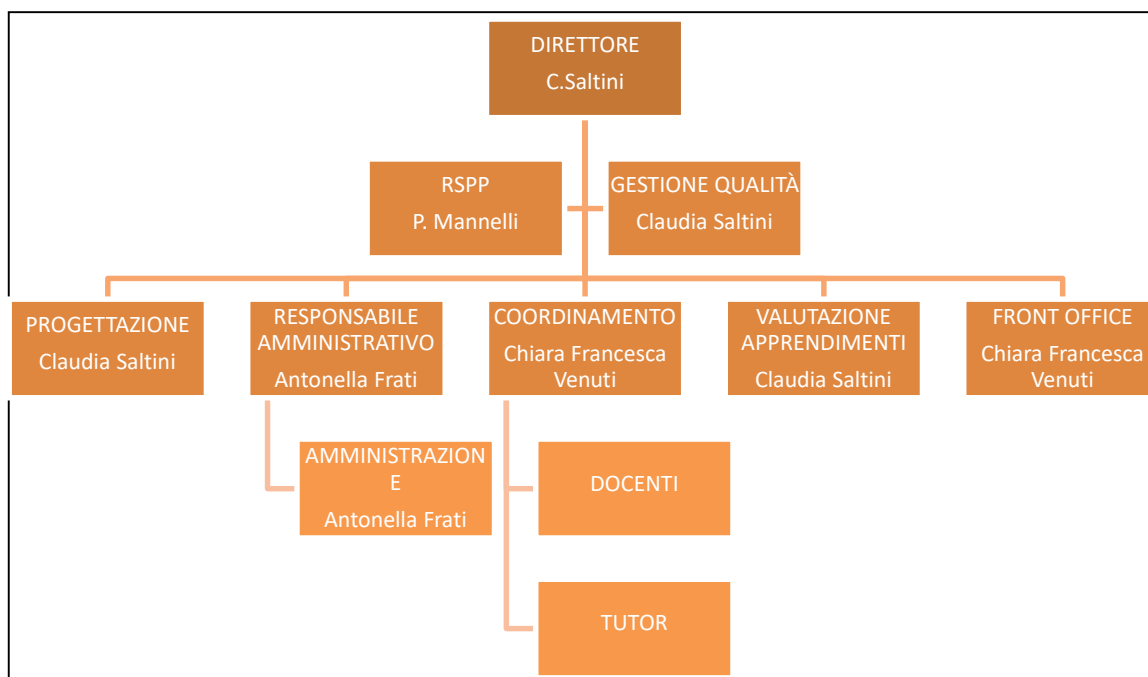 DIRETTORE
C.Saltini
RSPP
P. Mannelli
GESTIONE QUALITÀ
Claudia Saltini
PROGETTAZIONE
Claudia Saltini
RESPONSABILE
AMMINISTRATIVO
Antonella Frati
COORDINAMENTO
Chiara Francesca
Venuti
VALUTAZIONE
APPRENDIMENTI
Claudia Saltini
FRONT OFFICE
Chiara Francesca
Venuti
AMMINISTRAZION
E
Antonella Frati
DOCENTI
TUTOR